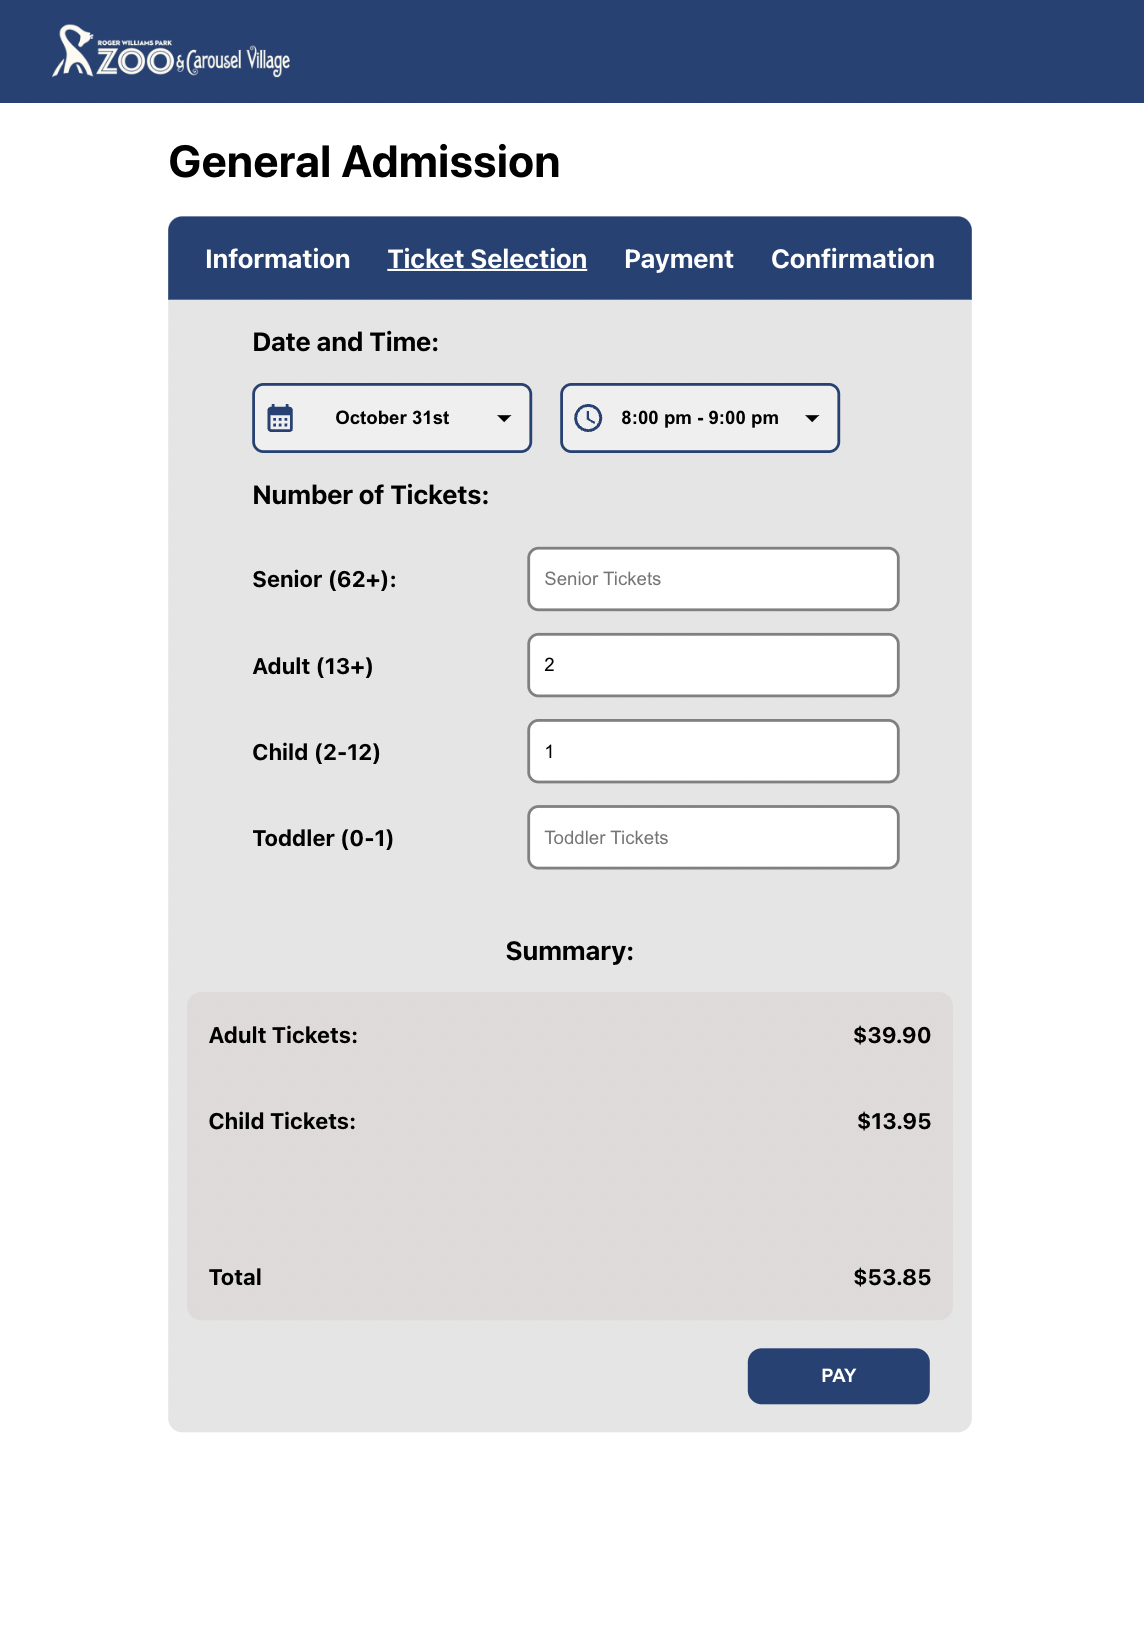 ROGER WILLIAMS PARK
ZOO & Carousel Village
General Admission
Information Ticket Selection Payment Confirmation
Date and Time:
October 31st 8:00 pm - 9:00 pm
Number of Tickets:
Senior (62+): Senior Tickets
Adult (13+) 2
Child (2-12) 1
Toddler (0-1) Toddler Tickets
Summary:
Adult Tickets: $39.90
Child Tickets: $13.95
Total $53.85
PAY